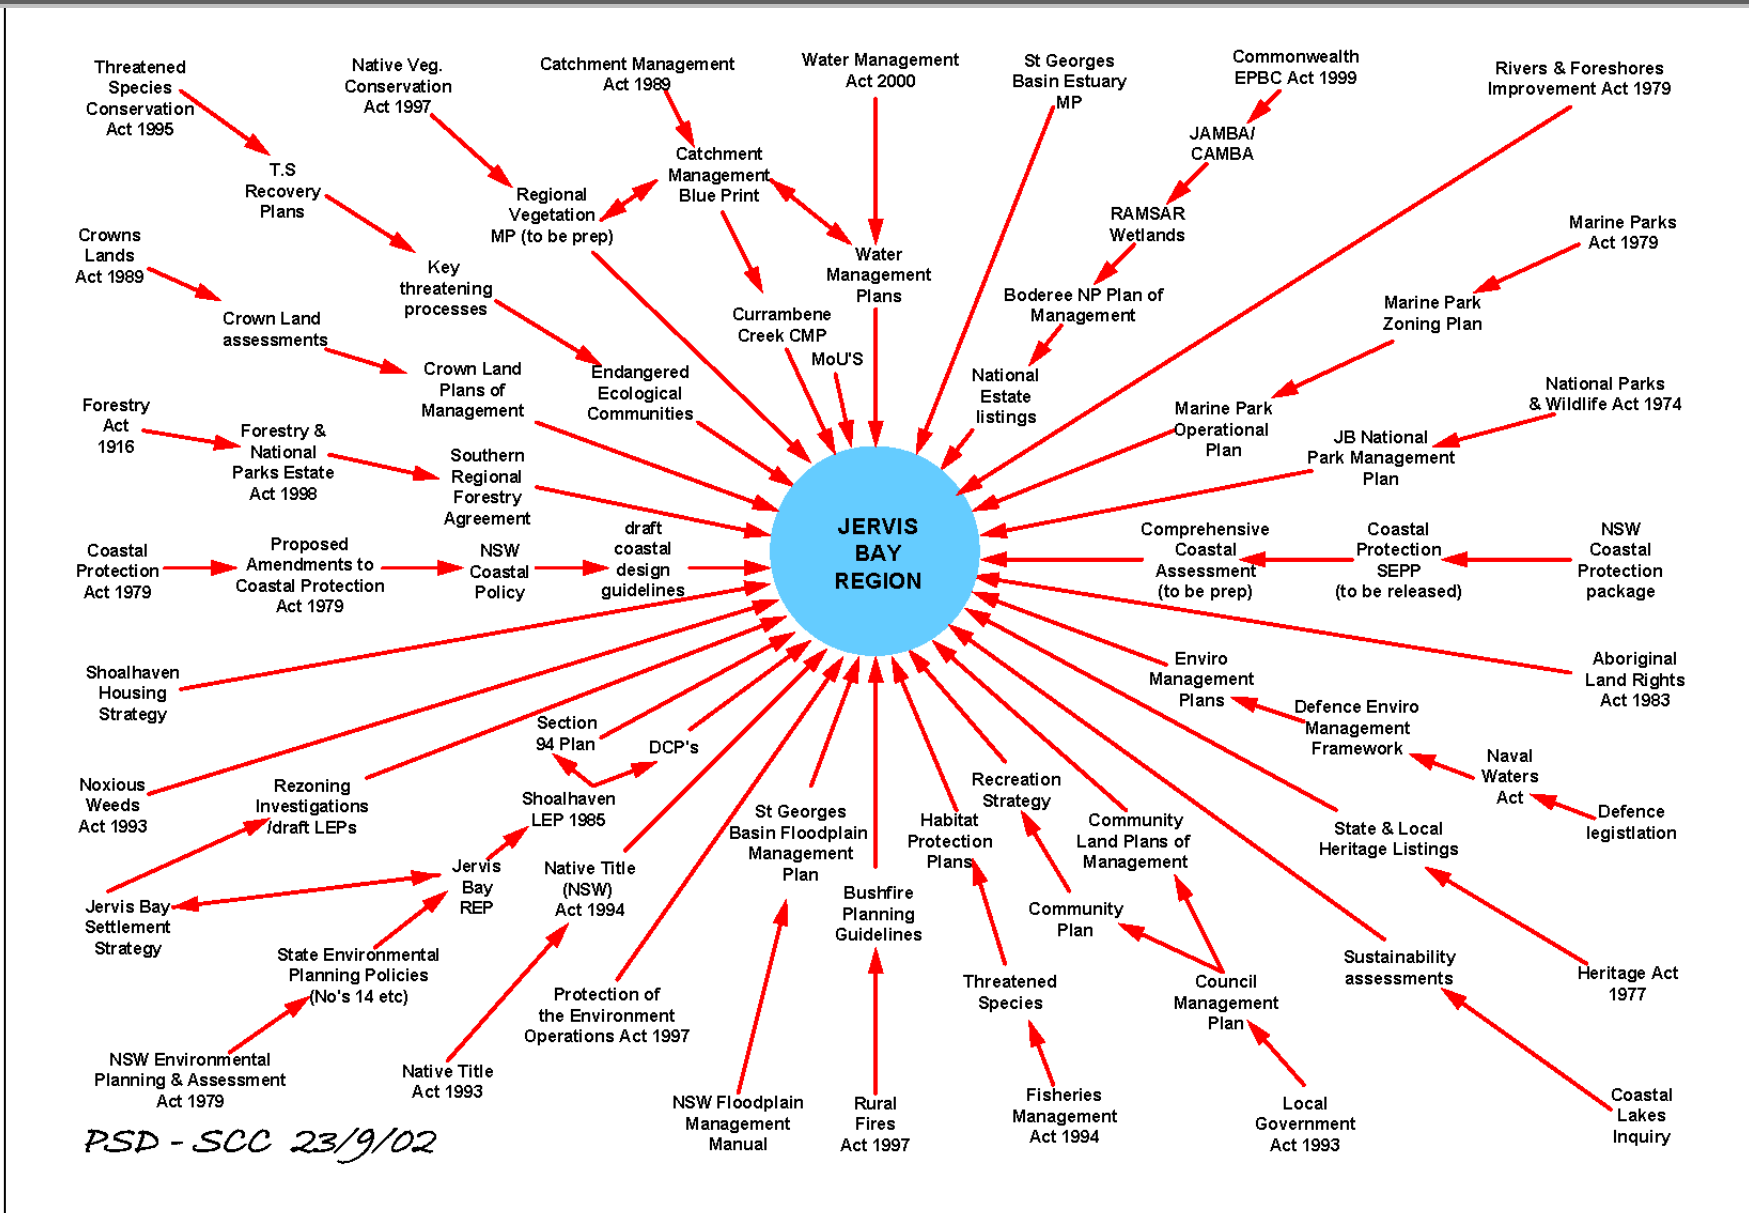 Threatened
Species
Conservation
Act 1995
Native Veg.
Conservation
Act 1997
Catchment Management
Act 1989
Water Management
Act 2000
St Georges
Basin Estuary
MP
Commonwealth
EPBC Act 1999
Rivers & Foreshores
Improvement Act 1979
T.S
Recovery
Plans
Regional
Vegetation
MP (to be prep)
Catchment
Management
Blue Print
JAMBA/
CAMBA
RAMSAR
Wetlands
Marine Parks
Act 1979
Crowns
Lands
Act 1989
Key
threatening
processes
Water
Management
Plans
Boderee NP Plan of
Management
Marine Park
Zoning Plan
Crown Land
assessments
Currambene
Creek CMP
MoU'S
Crown Land
Plans of
Management
Endangered
Ecological
Communities
National
Estate
listings
Marine Park
Operational
Plan
National Parks
& Wildlife Act 1974
JB National
Park Management
Plan
Forestry
Act
1916
Forestry &
National
Parks Estate
Act 1998
Southern
Regional
Forestry
Agreement
JERVIS
BAY
REGION
Coastal
Protection
Act 1979
Proposed
Amendments to
Coastal Protection
Act 1979
NSW
Coastal
Policy
draft
coastal
design
guidelines
Comprehensive
Coastal
Assessment
(to be prep)
Coastal
Protection
SEPP
(to be released)
NSW
Coastal
Protection
package
Shoalhaven
Housing
Strategy
Enviro
Management
Plans
Aboriginal
Land Rights
Act 1983
Section
94 Plan
DCP's
Defence Enviro
Management
Framework
Naval
Waters
Act
Defence
legistlation
Noxious
Weeds
Act 1993
Rezoning
Investigations
/draft LEPs
Shoalhaven
LEP 1985
St Georges
Basin Floodplain
Management
Plan
Recreation
Strategy
Habitat
Protection
Plans
Community
Land Plans of
Management
State & Local
Heritage Listings
Jervis
Bay
REP
Native Title
(NSW)
Act 1994
Bushfire
Planning
Guidelines
Community
Plan
Jervis Bay
Settlement
Strategy
State Environmental
Planning Policies
(No's 14 etc)
Protection of
the Environment
Operations Act 1997
Threatened
Species
Council
Management
Plan
Sustainability
assessments
Heritage Act
1977
NSW Environmental
Planning & Assessment
Act 1979
Native Title
Act 1993
NSW Floodplain
Management
Manual
Rural
Fires
Act 1997
Fisheries
Management
Act 1994
Local
Government
Act 1993
Coastal
Lakes
Inquiry
PSD - SCC 23/9/02